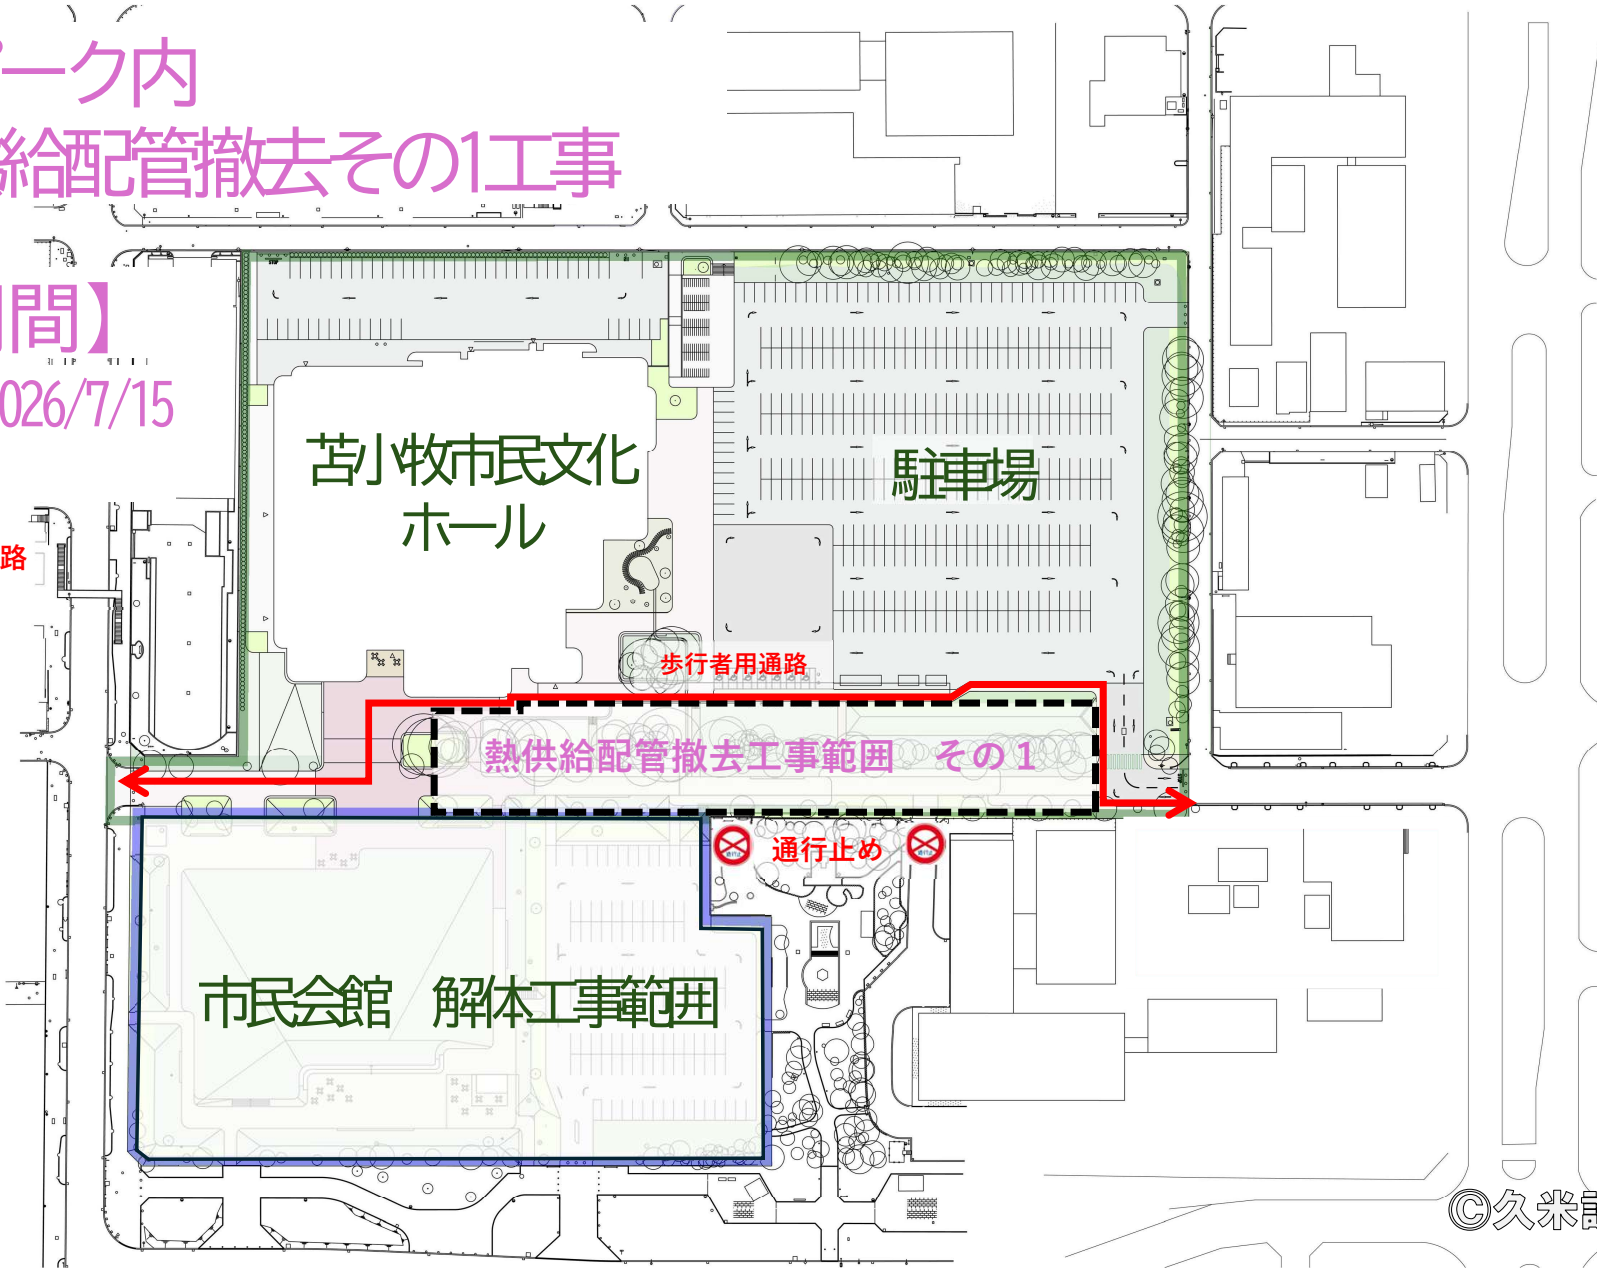 ーク内
給配管撤去その1工事
間】
026/7/15
苫小牧市民文化
ホール
駐車場
路
歩行者用通路
熱供給配管撤去工事範囲　その１
通行止め
市民会館　解体工事範囲
©久米